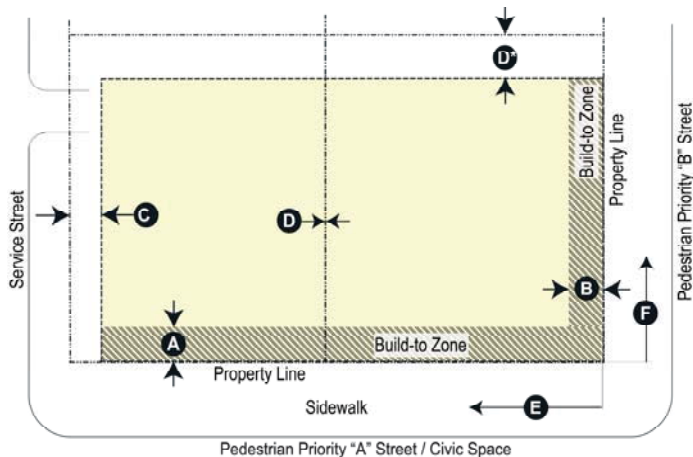 D*
Build-to Zone
Property Line
Pedestrian Priority "B" Street
Service Street
C
D
B
F
A
Build-to Zone
Property Line
Sidewalk
E
Pedestrian Priority "A" Street / Civic Space